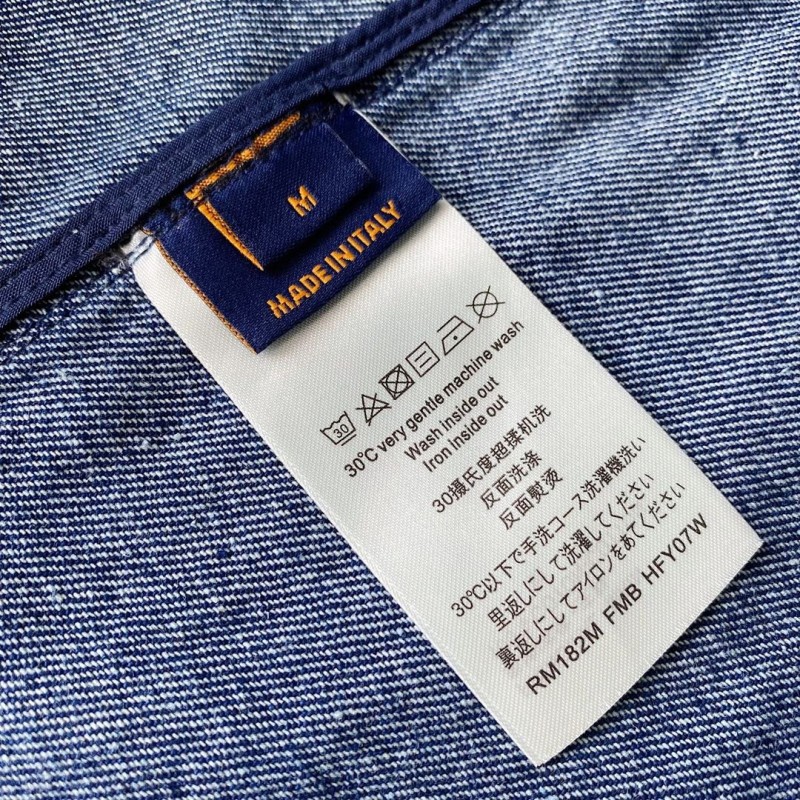 M
MADE IN ITALY
30
30°C very gentle machine wash
Wash inside out
Iron inside out
30摄氏度超揉机洗
反面洗涤
反面熨烫
30℃以下で手洗コース洗濯機洗い
里返しにして洗濯してください
裏返しにしてアイロンをあてください
RM182M FMB HFY07W